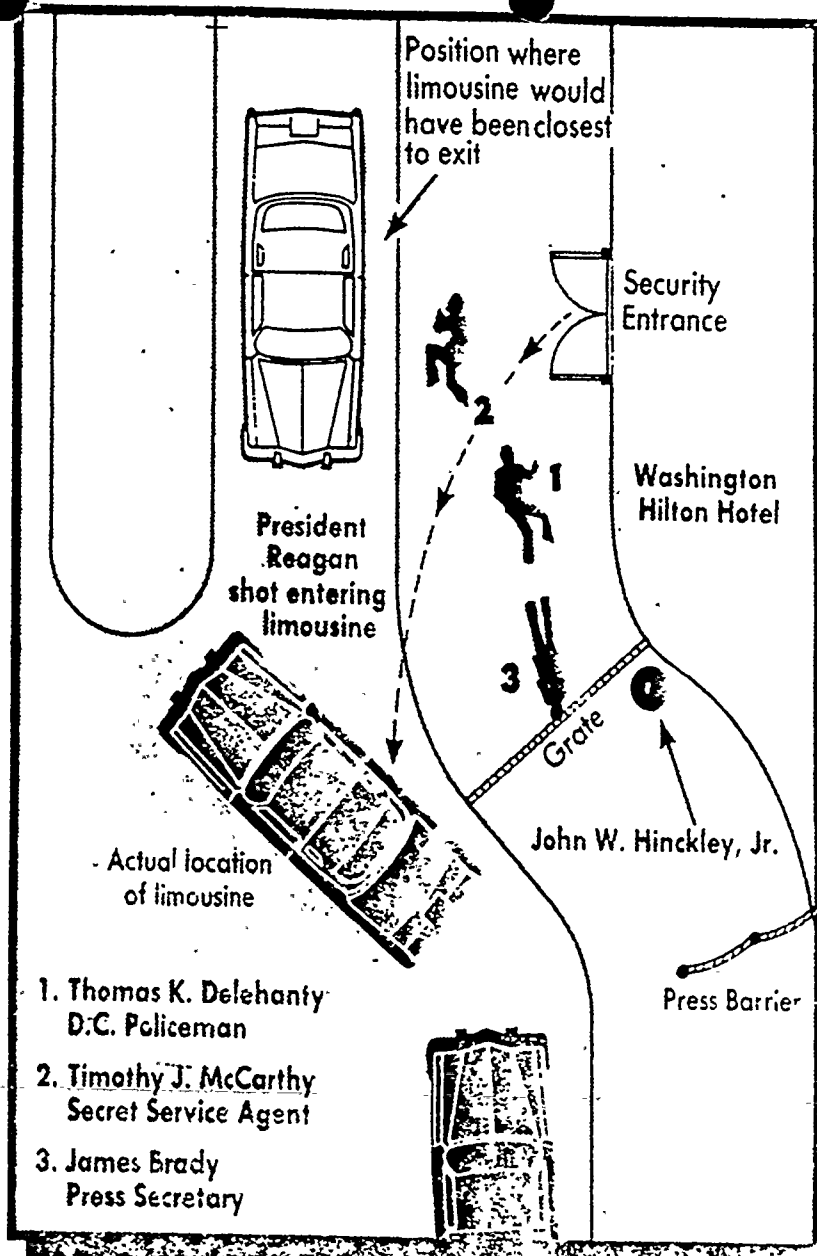 Position where
limousine would
have been closest
to exit
Security
Entrance
2
1
Washington
Hilton Hotel
President
Reagan
shot entering
limousine
3
Grate
John W. Hinckley, Jr.
Actual location
of limousine
Press Barrier
1. Thomas K. Delehanty
D.C. Policeman
2. Timothy J. McCarthy
Secret Service Agent
3. James Brady
Press Secretary